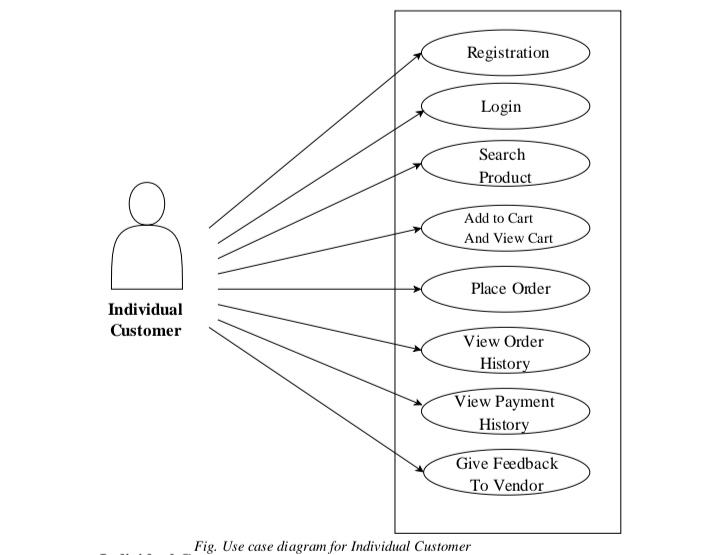 Registration
Login
Search
Product
Add to Cart
And View Cart
Place Order
Individual
Customer
View Order
History
View Payment
History
Give Feedback
To Vendor
Fig. Use case diagram for Individual Customer